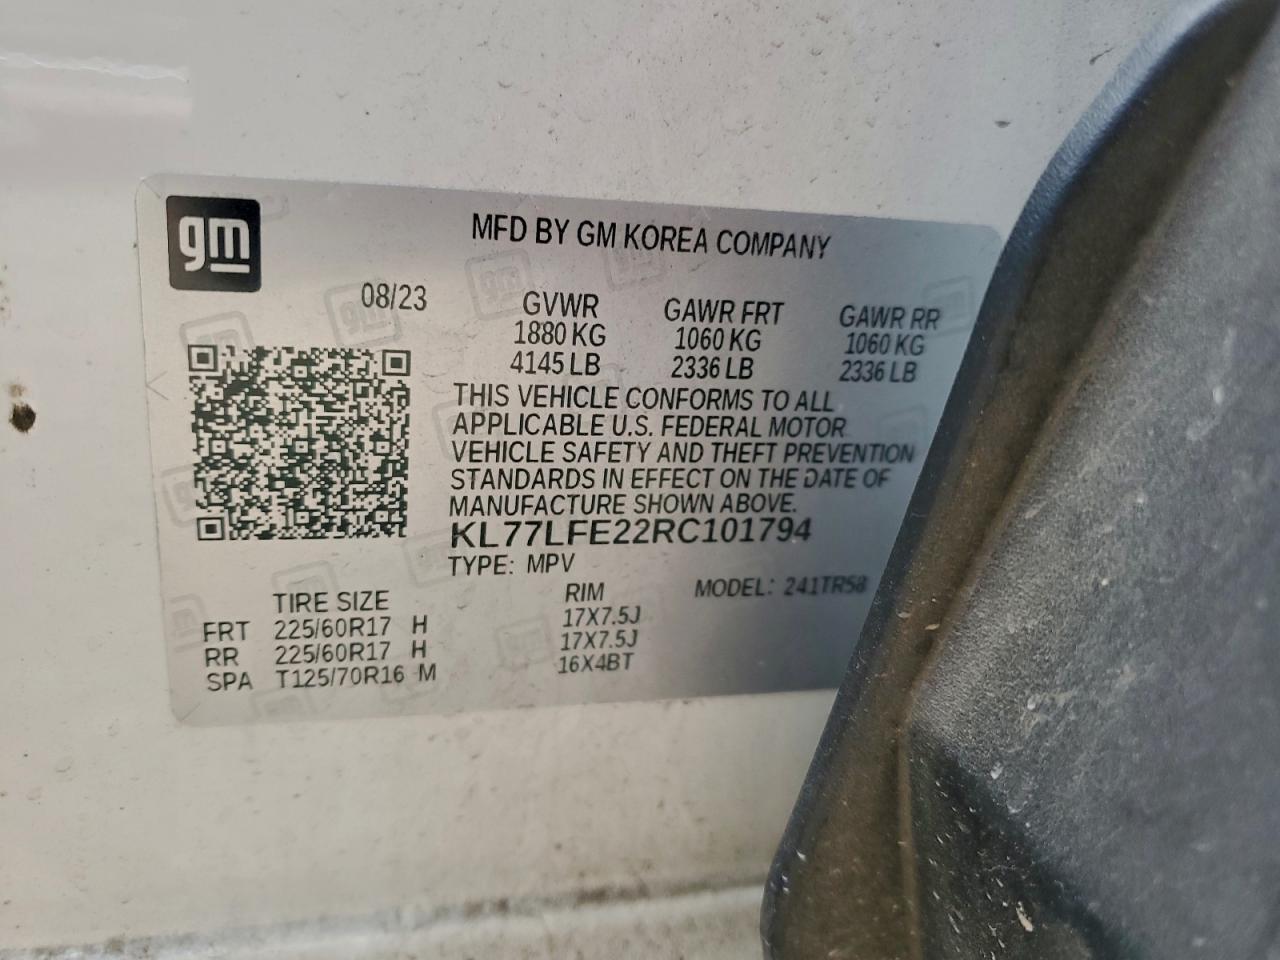 gm
MFD BY GM KOREA COMPANY
08/23
GVWR GAWR FRT GAWR RR
1880 KG 1060 KG 1060 KG
4145 LB 2336 LB 2336 LB
THIS VEHICLE CONFORMS TO ALL
APPLICABLE U.S. FEDERAL MOTOR
VEHICLE SAFETY AND THEFT PREVENTION
STANDARDS IN EFFECT ON THE DATE OF
MANUFACTURE SHOWN ABOVE.
KL77LFE22RC101794
TYPE: MPV
TIRE SIZE RIM MODEL: 241TR58
FRT 225/60R17 H 17X7.5J
RR 225/60R17 H 17X7.5J
SPA T125/70R16 M 16X4BT